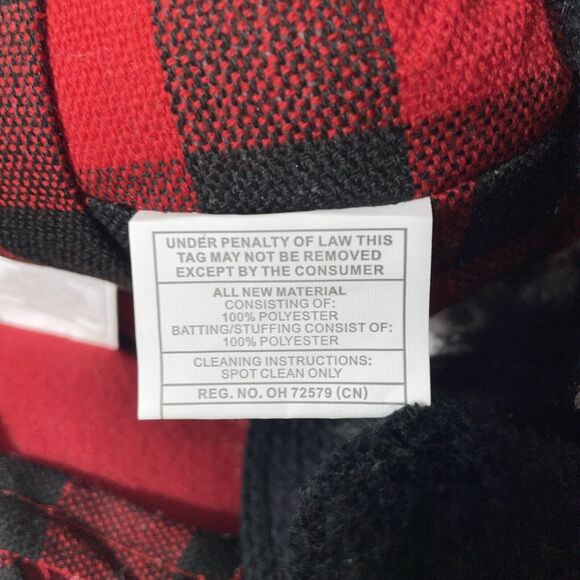 UNDER PENALTY OF LAW THIS
TAG MAY NOT BE REMOVED
EXCEPT BY THE CONSUMER
ALL NEW MATERIAL
CONSISTING OF:
100% POLYESTER
BATTING/STUFFING CONSIST OF:
100% POLYESTER
CLEANING INSTRUCTIONS:
SPOT CLEAN ONLY
REG. NO. OH 72579 (CN)